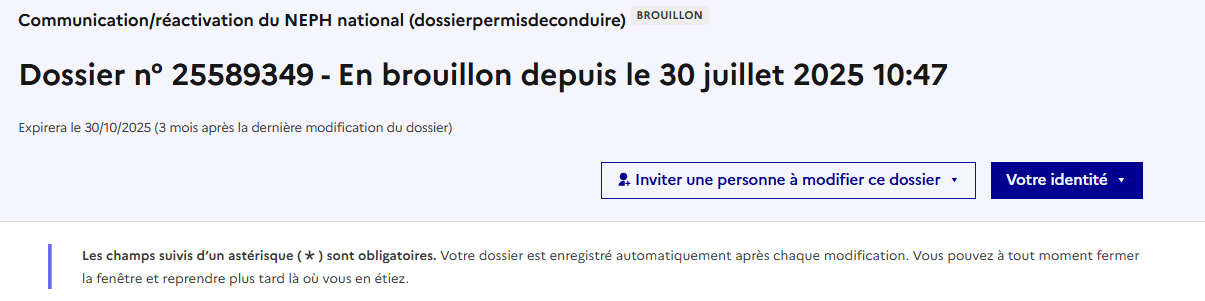 Communication/réactivation du NEPH national (dossierpermisdeconduire) BROUILLON
Dossier n° 25589349 - En brouillon depuis le 30 juillet 2025 10:47
Expirera le 30/10/2025 (3 mois après la dernière modification du dossier)
Inviter une personne à modifier ce dossier
Votre identité
Les champs suivis d'un astérisque ( * ) sont obligatoires. Votre dossier est enregistré automatiquement après chaque modification. Vous pouvez à tout moment fermer
la fenêtre et reprendre plus tard là où vous en étiez.